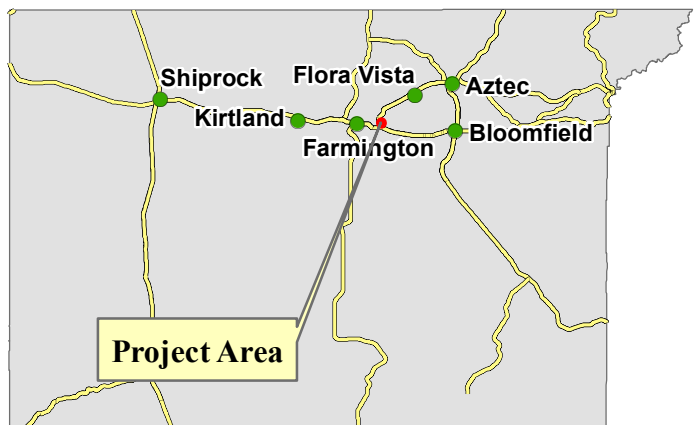 Shiprock
Flora Vista
Aztec
Kirtland
Farmington
Bloomfield
Project Area